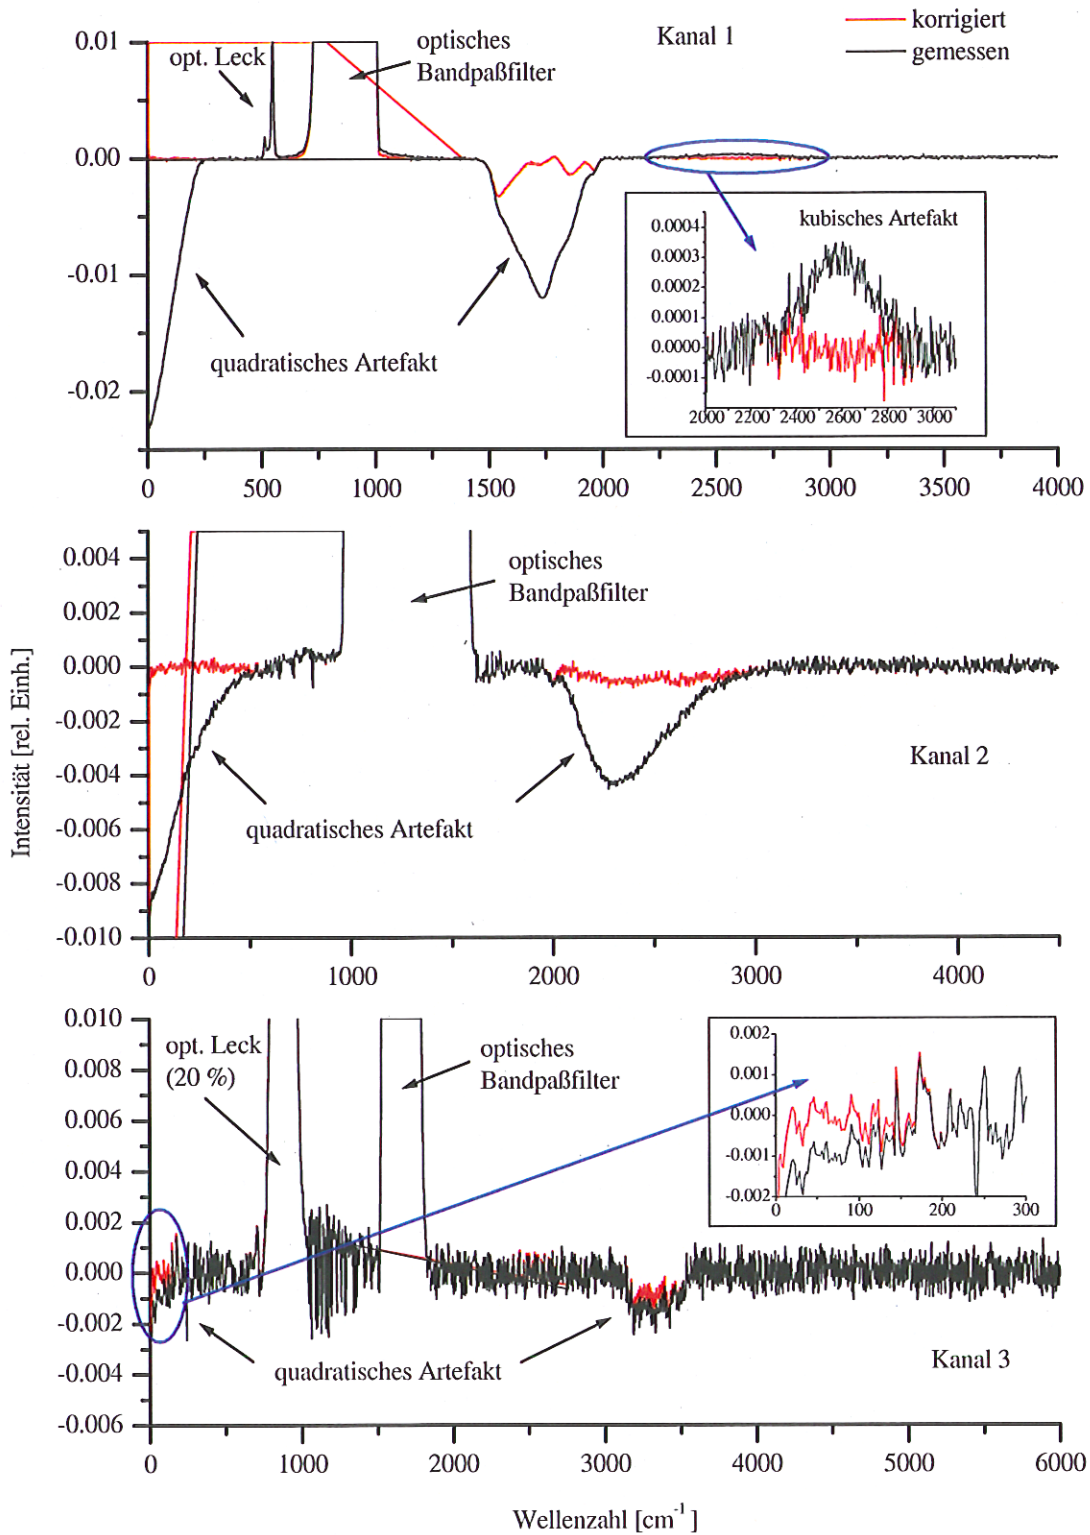 korrigiert
gemessen
Kanal 1
optisches
Bandpaßfilter
opt. Leck
0.01
0.00
-0.01
-0.02
quadratisches Artefakt
kubisches Artefakt
0.0004
0.0003
0.0002
0.0001
0.0000
-0.0001
2000 2200 2400 2600 2800 3000
0 500 1000 1500 2000 2500 3000 3500 4000
optisches
Bandpaßfilter
0.004
0.002
0.000
-0.002
-0.004
-0.006
-0.008
-0.010
Kanal 2
quadratisches Artefakt
0 1000 2000 3000 4000
Intensität [rel. Einh.]
0.010
0.008
0.006
0.004
0.002
0.000
-0.002
-0.004
-0.006
opt. Leck
(20 %)
optisches
Bandpaßfilter
0.002
0.001
0.000
-0.001
-0.002
0 100 200 300
quadratisches Artefakt
Kanal 3
0 1000 2000 3000 4000 5000 6000
Wellenzahl [cm⁻¹]